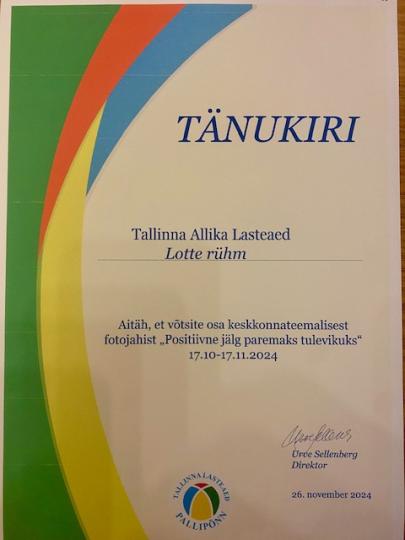 TÄNUKIRI
Tallinna Allika Lasteaed
Lotte rühm
Aitäh, et võtsite osa keskkonnateemalisest
fotojahist „Positiivne jälg paremaks tulevikuks“
17.10-17.11.2024
Ürve Sellenberg
Direktor
26. november 2024
TALLINNA LASTEAED
PALLIPÕNN